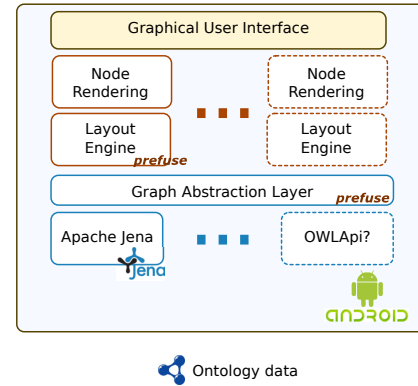 Graphical User Interface
Node
Rendering
Node
Rendering
Layout
Engine
prefuse
Layout
Engine
Graph Abstraction Layer
prefuse
Apache Jena
Jena
OWLApi?
ANDROID
Ontology data